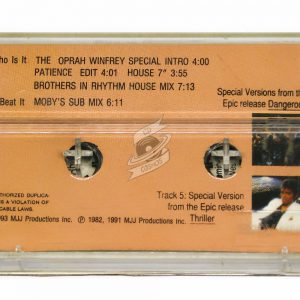 ho Is It THE OPRAH WINFREY SPECIAL INTRO 4:00
PATIENCE EDIT 4:01 HOUSE 7" 3:55
BROTHERS IN RHYTHM HOUSE MIX 7:13
Beat It MOBY'S SUB MIX 6:11
Special Versions from the
Epic release Dangerou
Track 5: Special Version
from the Epic release
Thriller
THORIZED DUPLICA
IS A VIOLATION OF
CABLE LAWS.
993 MJJ Productions Inc. ℗ 1982, 1991 MJJ Productions Inc.